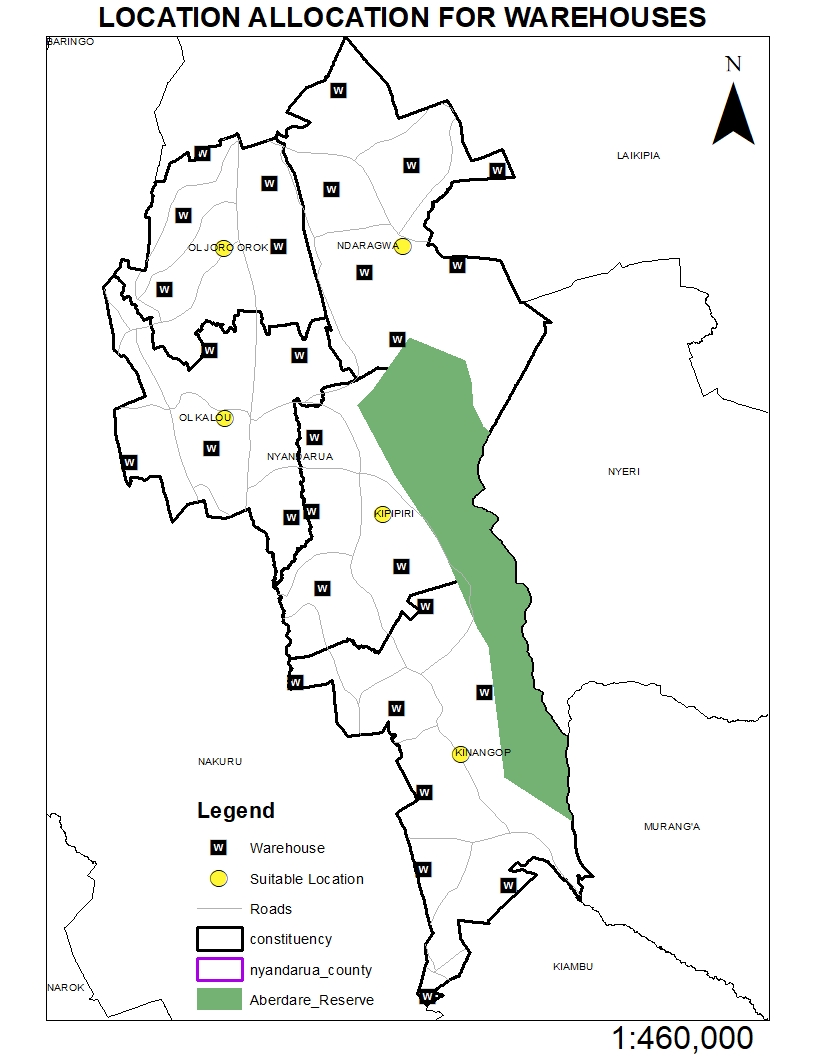 LOCATION ALLOCATION FOR WAREHOUSES
BARINGO
N
W
LAIKIPIA
W
W
W
W
W
W
W
NDARAGWA
OL JORO OROK
W
W
W
W
W
W
W
OL KALOU
W
W
NYANDARUA
W
NYERI
W
W
KIPIPIRI
W
W
W
W
W
W
KINANGOP
NAKURU
W
Legend
MURANG'A
W Warehouse
W
Suitable Location
W
Roads
constituency
KIAMBU
nyandarua_county
NAROK
W
Aberdare_Reserve
1:460,000